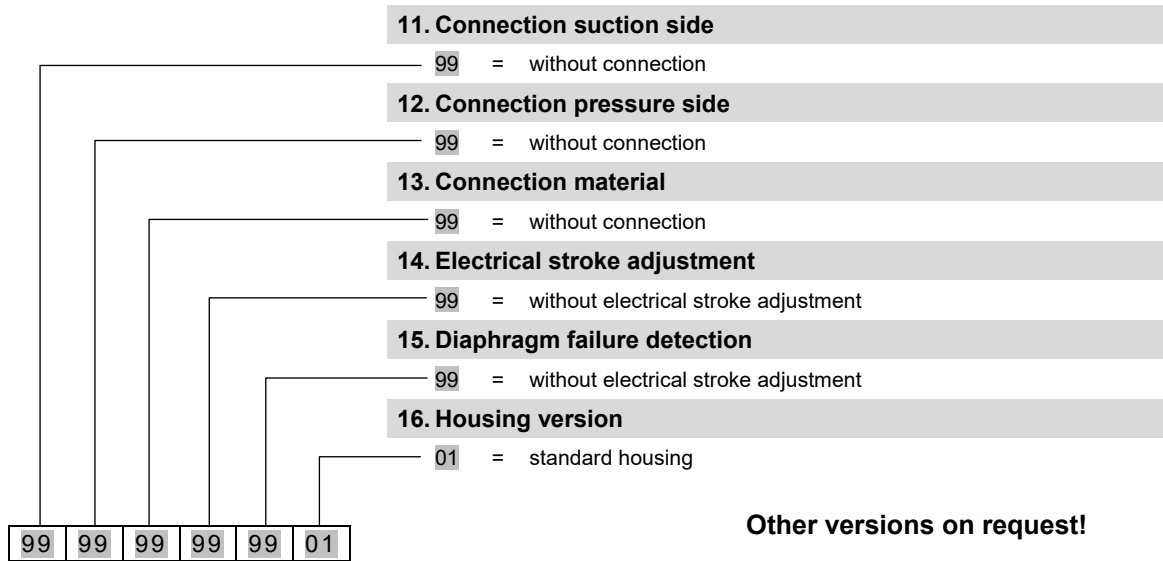 11. Connection suction side
99 = without connection
12. Connection pressure side
99 = without connection
13. Connection material
99 = without connection
14. Electrical stroke adjustment
99 = without electrical stroke adjustment
15. Diaphragm failure detection
99 = without electrical stroke adjustment
16. Housing version
01 = standard housing
Other versions on request!
99 99 99 99 99 01